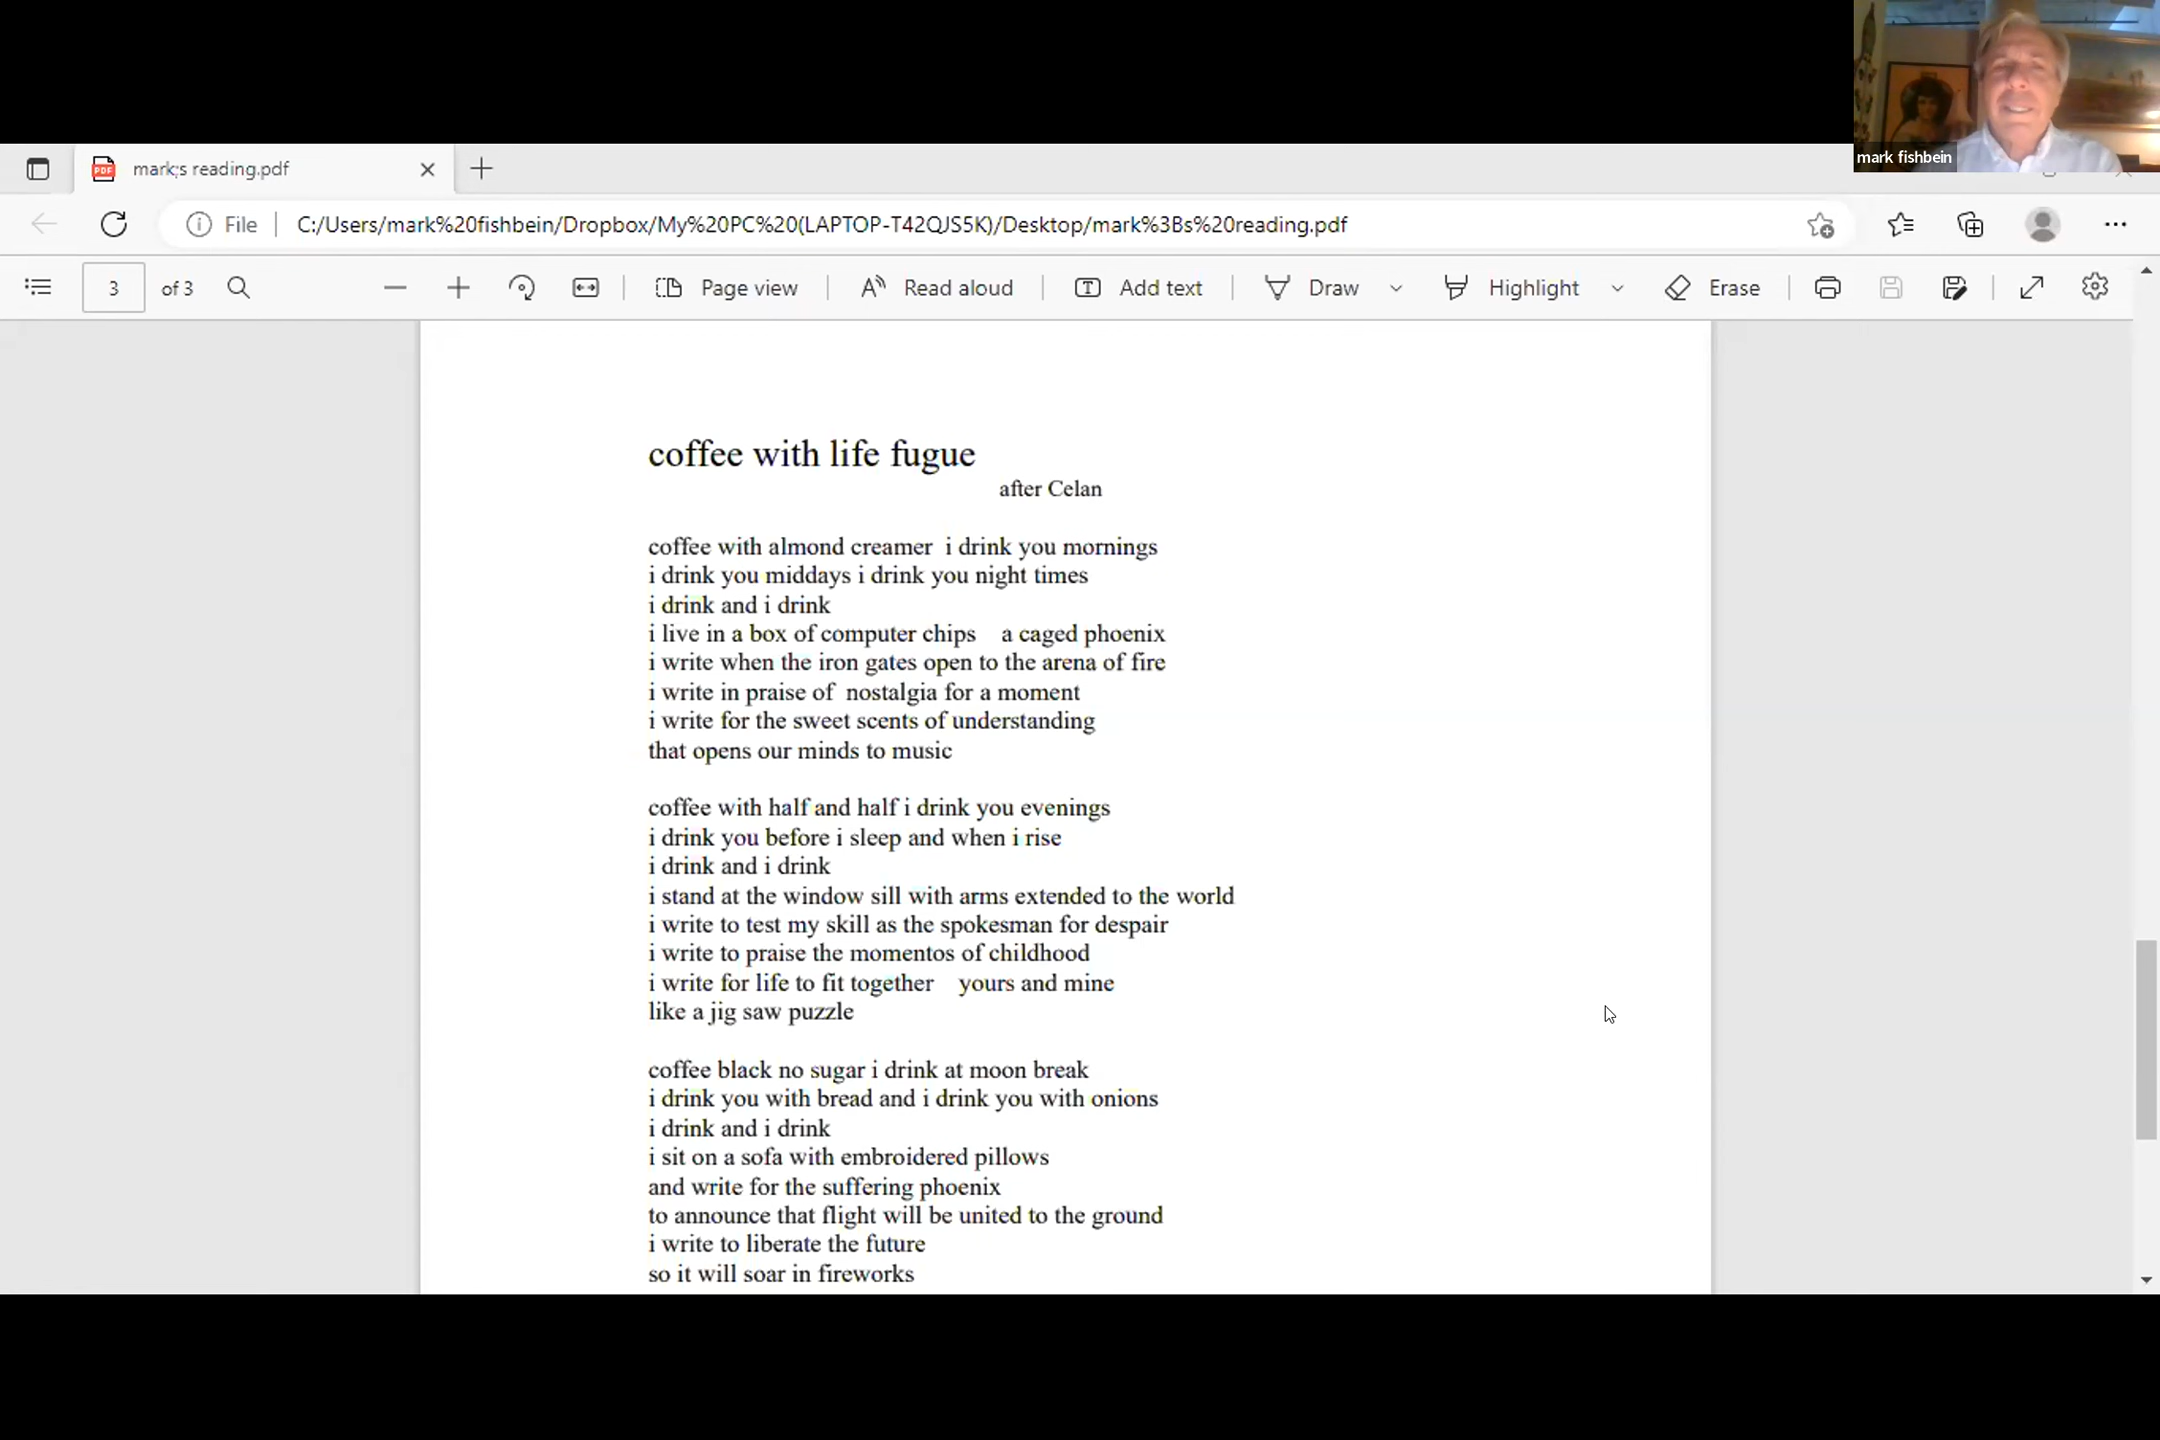 mark fishbein
mark;s reading.pdf
File
C:/Users/mark%20fishbein/Dropbox/My%20PC%20(LAPTOP-T42QJS5K)/Desktop/mark%3Bs%20reading.pdf
3 of 3 Page view Read aloud Add text Draw Highlight Erase
coffee with life fugue
after Celan
coffee with almond creamer i drink you mornings
i drink you middays i drink you night times
i drink and i drink
i live in a box of computer chips a caged phoenix
i write when the iron gates open to the arena of fire
i write in praise of nostalgia for a moment
i write for the sweet scents of understanding
that opens our minds to music
coffee with half and half i drink you evenings
i drink you before i sleep and when i rise
i drink and i drink
i stand at the window sill with arms extended to the world
i write to test my skill as the spokesman for despair
i write to praise the momentos of childhood
i write for life to fit together yours and mine
like a jig saw puzzle
coffee black no sugar i drink at moon break
i drink you with bread and i drink you with onions
i drink and i drink
i sit on a sofa with embroidered pillows
and write for the suffering phoenix
to announce that flight will be united to the ground
i write to liberate the future
so it will soar in fireworks